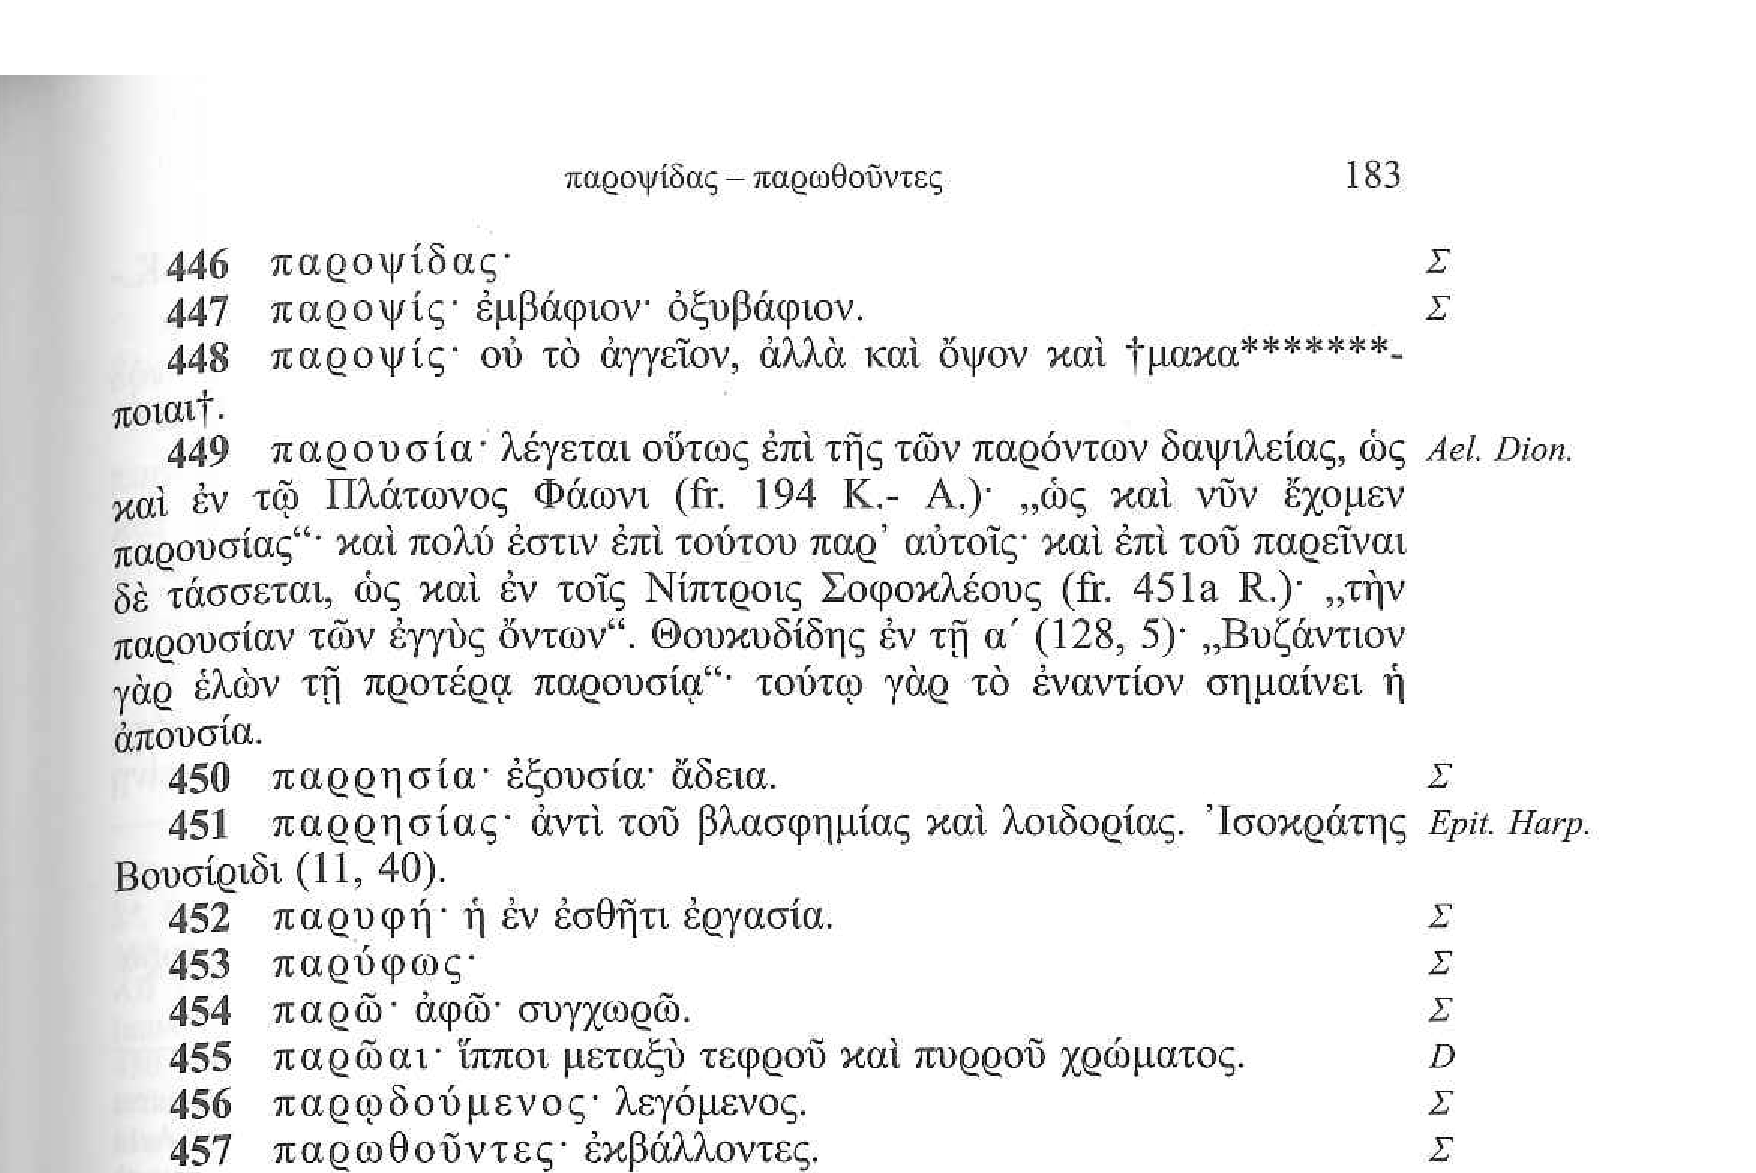 παροψίδας – παρωθοῦντες 183
446 παροψίδας· Σ
447 παροψίς· ἐμβάφιον· ὀξυβάφιον. Σ
448 παροψίς· οὐ τὸ ἀγγεῖον, ἀλλὰ καὶ ὄψον καὶ †μακα*******-
ποιαι†.
449 παρουσία· λέγεται οὕτως ἐπὶ τῆς τῶν παρόντων δαψιλείας, ὡς Ael. Dion.
καὶ ἐν τῷ Πλάτωνος Φάωνι (fr. 194 K.- A.)· „ὡς καὶ νῦν ἔχομεν
παρουσίας“· καὶ πολύ ἐστιν ἐπὶ τούτου παρ’ αὐτοῖς· καὶ ἐπὶ τοῦ παρεῖναι
δὲ τάσσεται, ὡς καὶ ἐν τοῖς Νίπτροις Σοφοκλέους (fr. 451a R.)· „τὴν
παρουσίαν τῶν ἐγγὺς ὄντων“. Θουκυδίδης ἐν τῇ α΄ (128, 5)· „Βυζάντιον
γὰρ ἑλὼν τῇ προτέρᾳ παρουσίᾳ“· τούτῳ γὰρ τὸ ἐναντίον σημαίνει ἡ
ἀπουσία.
450 παρρησία· ἐξουσία· ἄδεια. Σ
451 παρρησίας· ἀντὶ τοῦ βλασφημίας καὶ λοιδορίας. Ἰσοκράτης Epit. Harp.
Βουσίριδι (11, 40).
452 παρυφή· ἡ ἐν ἐσθῆτι ἐργασία. Σ
453 παρύφως· Σ
454 παρῶ· ἀφῶ· συγχωρῶ. Σ
455 παρῶαι· ἵπποι μεταξὺ τεφροῦ καὶ πυρροῦ χρώματος. D
456 παρῳδούμενος· λεγόμενος. Σ
457 παρωθοῦντες· ἐκβάλλοντες. Σ